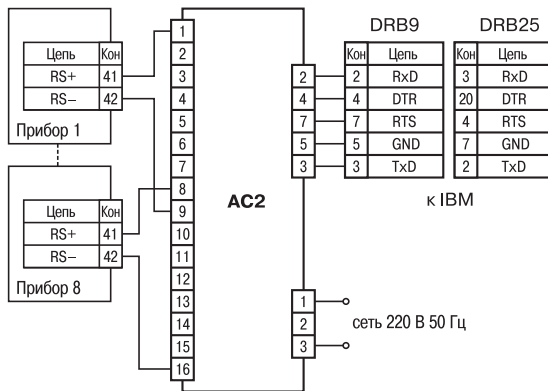 DRB9
DRB25
Цепь Кон
RS+ 41
RS− 42
Прибор 1
Цепь Кон
RS+ 41
RS− 42
Прибор 8
1
2
3
4
5
6
7
8
9
10
11
12
13
14
15
16
AC2
2
4
7
5
3
Кон Цепь
2 RxD
4 DTR
7 RTS
5 GND
3 TxD
Кон Цепь
3 RxD
20 DTR
4 RTS
7 GND
2 TxD
к IBM
1
2
3
сеть 220 В 50 Гц